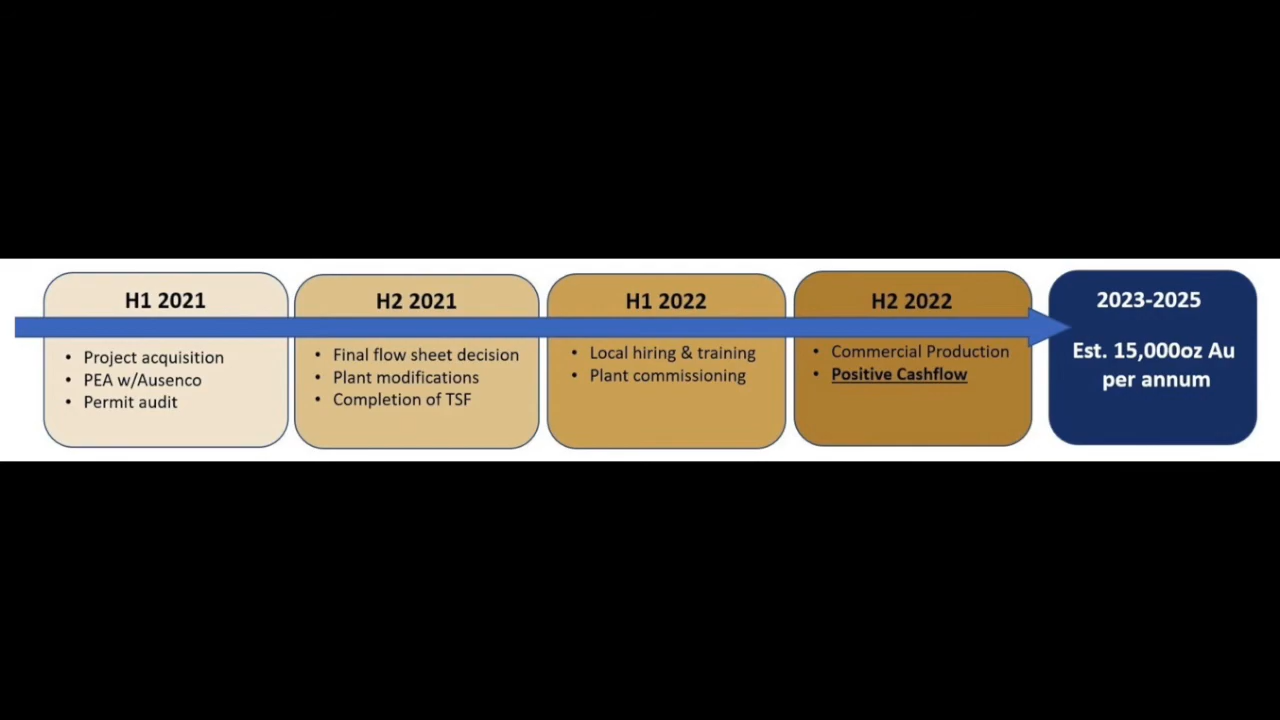 H1 2021
• Project acquisition
• PEA w/Ausenco
• Permit audit
H2 2021
• Final flow sheet decision
• Plant modifications
• Completion of TSF
H1 2022
• Local hiring & training
• Plant commissioning
H2 2022
• Commercial Production
• Positive Cashflow
2023-2025
Est. 15,000oz Au
per annum